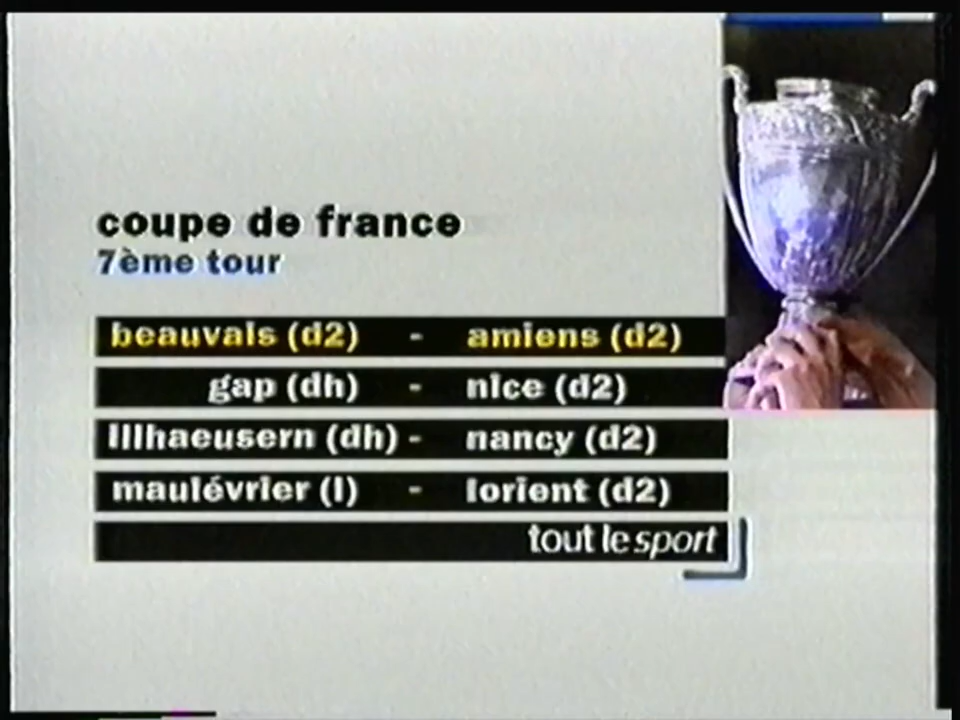 coupe de france
7ème tour
beauvais (d2) - amiens (d2)
gap (dh) - nice (d2)
illhaeusern (dh) - nancy (d2)
maulévrier (l) - lorient (d2)
tout le sport